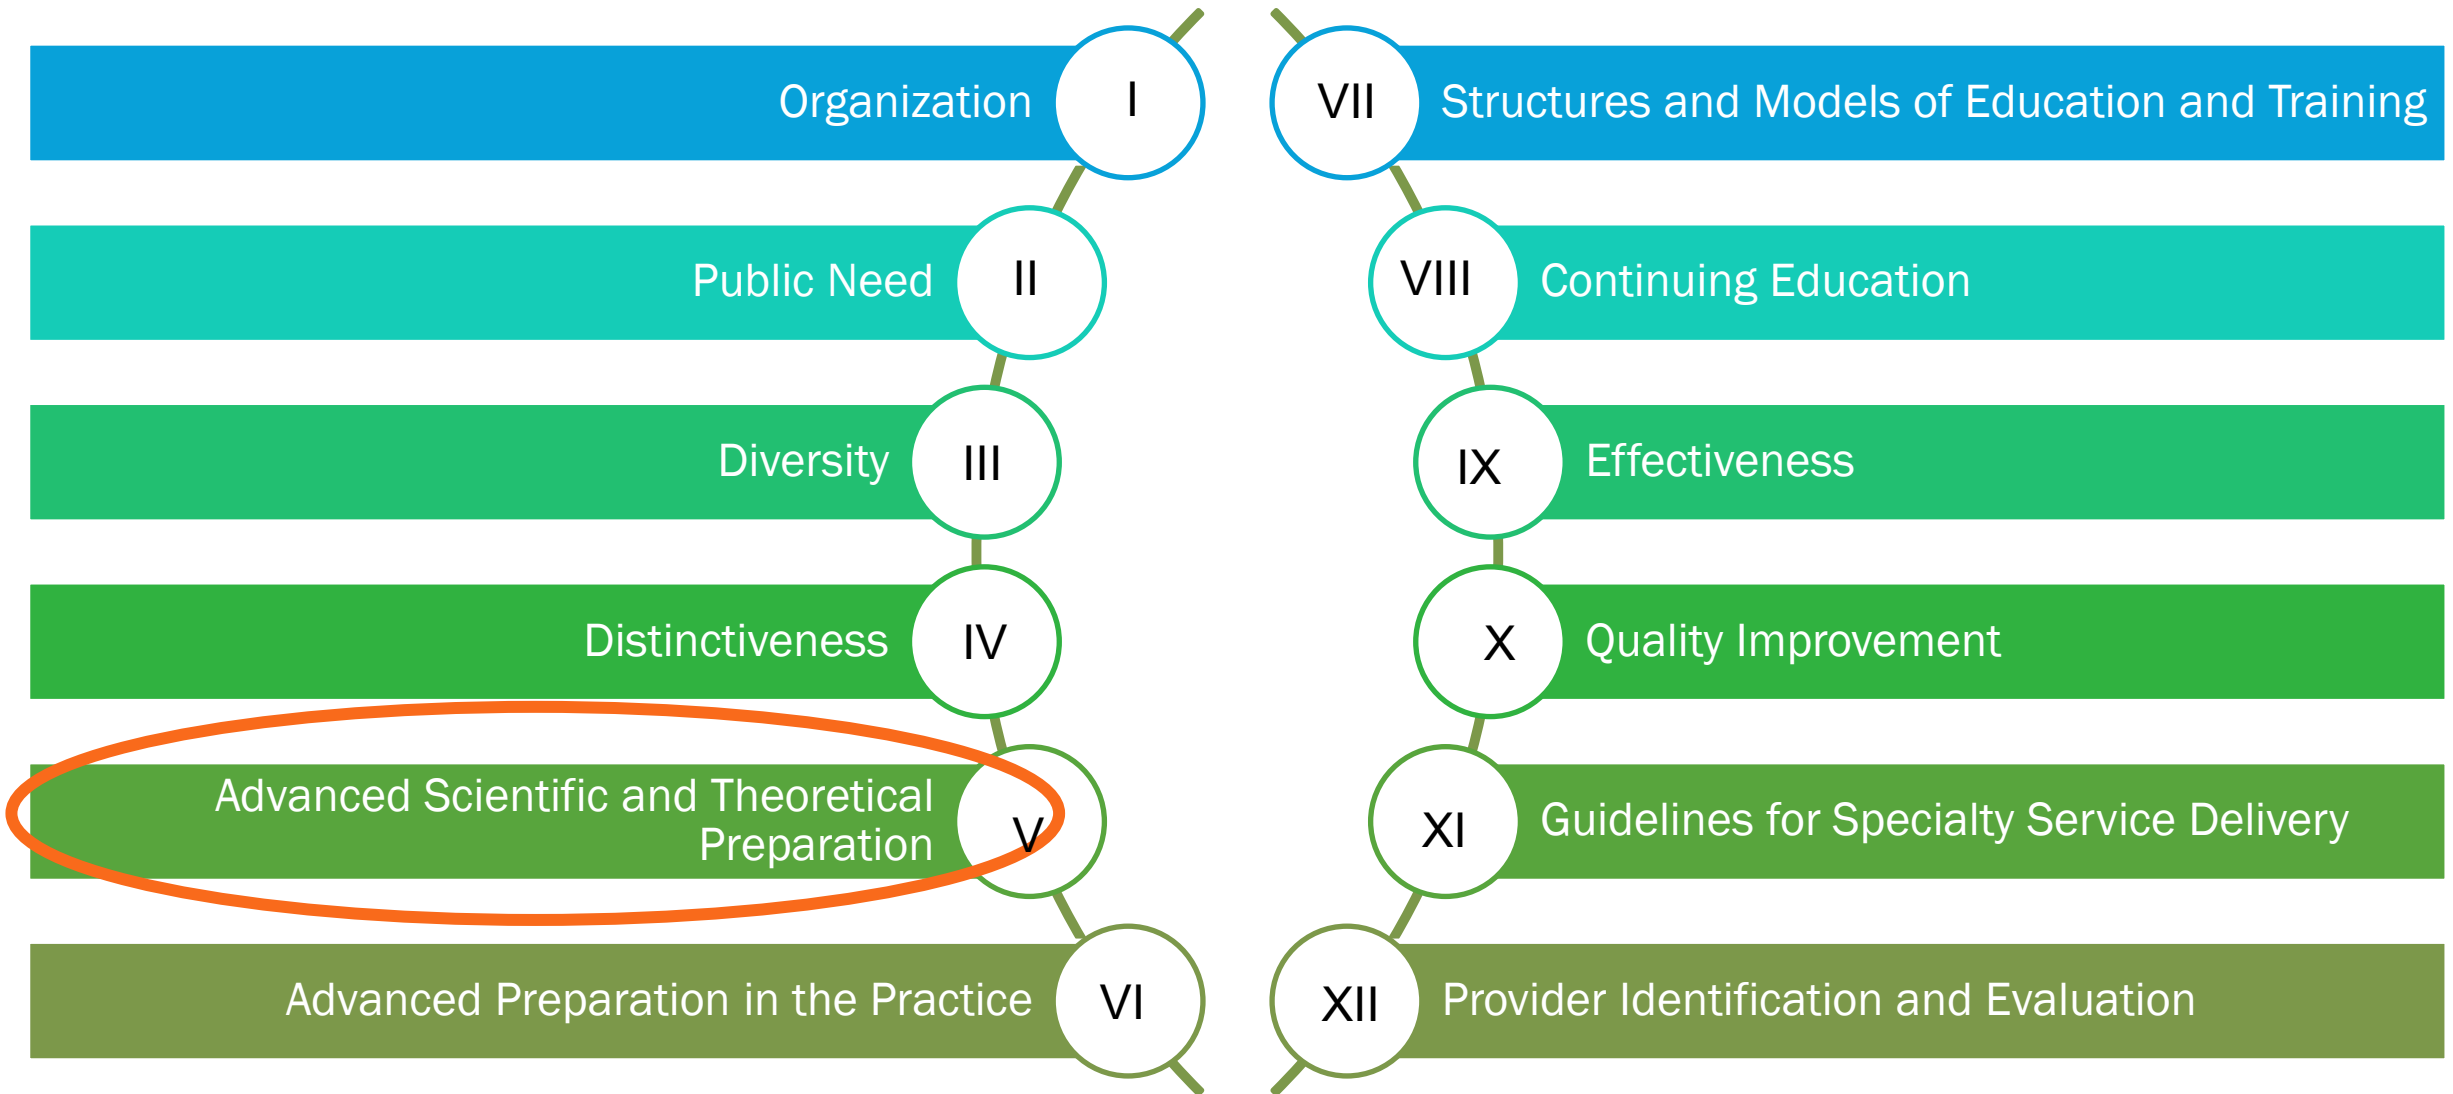 I
Organization
II
Public Need
III
Diversity
IV
Distinctiveness
V
Advanced Scientific and Theoretical
Preparation
VI
Advanced Preparation in the Practice
VII
Structures and Models of Education and Training
VIII
Continuing Education
IX
Effectiveness
X
Quality Improvement
XI
Guidelines for Specialty Service Delivery
XII
Provider Identification and Evaluation